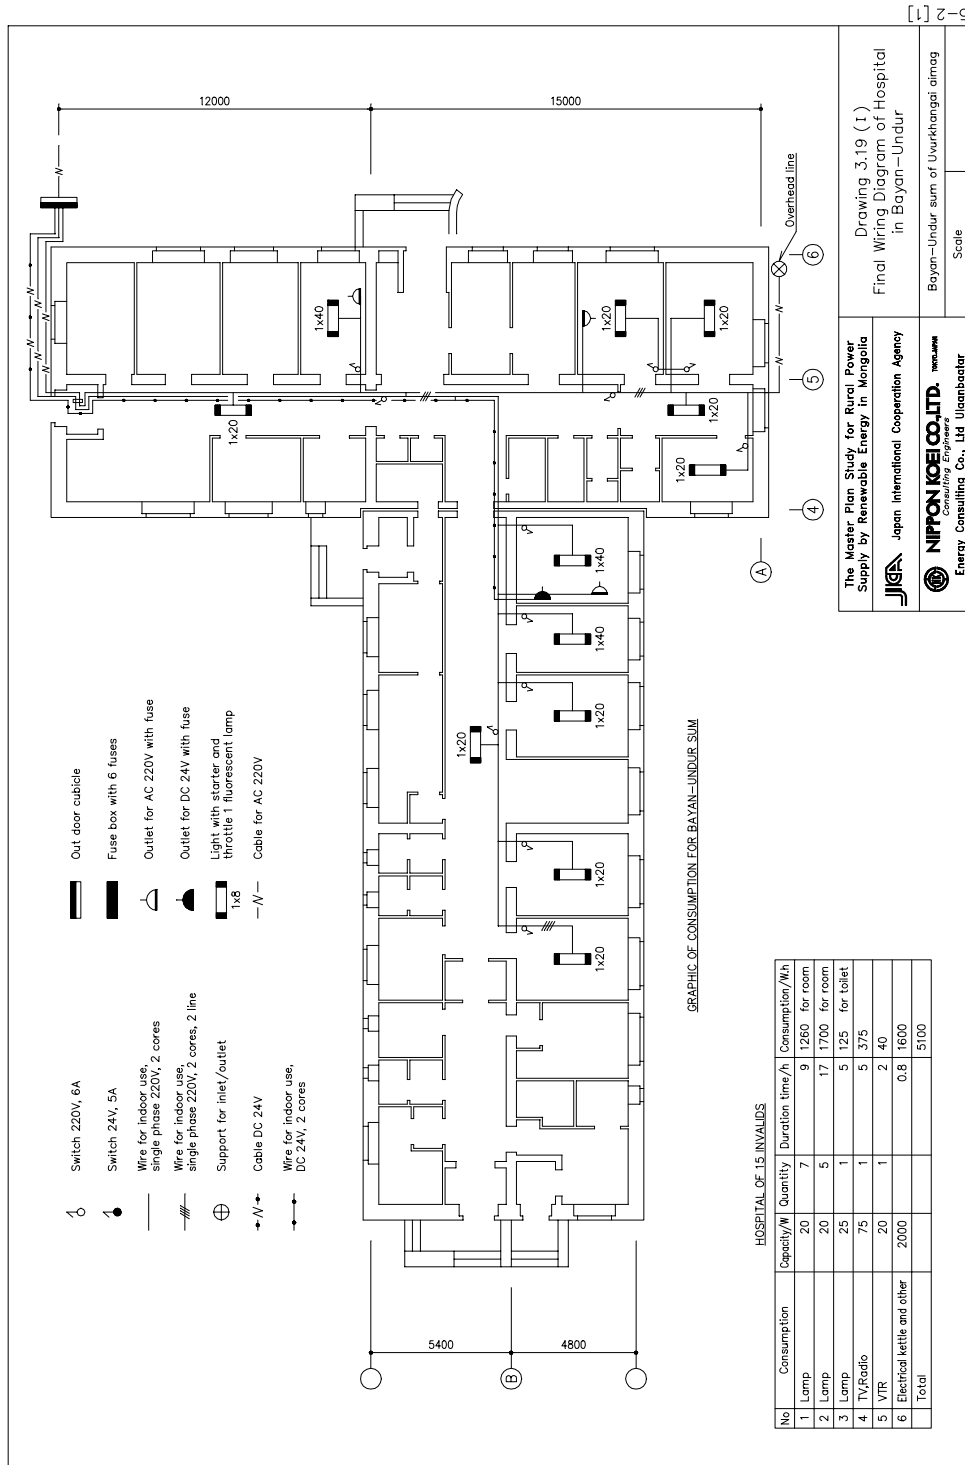 5-2 [1]
12000
15000
Overhead line
6
5
4
A
1x40
1x20
1x20
1x20
1x20
1x20
1x40
1x40
1x20
1x20
1x20
1x20
5400
4800
B
Switch 220V, 6A
Switch 24V, 5A
Wire for indoor use,
single phase 220V, 2 cores
Wire for indoor use,
single phase 220V, 2 cores, 2 line
Support for inlet/outlet
Cable DC 24V
Wire for indoor use,
DC 24V, 2 cores
Out door cubicle
Fuse box with 6 fuses
Outlet for AC 220V with fuse
Outlet for DC 24V with fuse
1x8
Light with starter and
throttle 1 fluorescent lamp
Cable for AC 220V
GRAPHIC OF CONSUMPTION FOR BAYAN-UNDUR SUM
HOSPITAL OF 15 INVALIDS
No Consumption Capacity/W Quantity Duration time/h Consumption/W.h
1 Lamp 20 7 9 1260 for room
2 Lamp 20 5 17 1700 for room
3 Lamp 25 1 5 125 for toilet
4 TV,Radio 75 1 5 375
5 VTR 20 1 2 40
6 Electrical kettle and other 2000 0.8 1600
Total 5100
The Master Plan Study for Rural Power
Supply by Renewable Energy in Mongolia
JICA Japan International Cooperation Agency
NIPPON KOEI CO.,LTD. TOKYO.JAPAN
Consulting Engineers
Energy Consulting Co., Ltd Ulaanbaatar
Drawing 3.19 (I)
Final Wiring Diagram of Hospital
in Bayan-Undur
Bayan-Undur sum of Uvurkhangai aimag
Scale